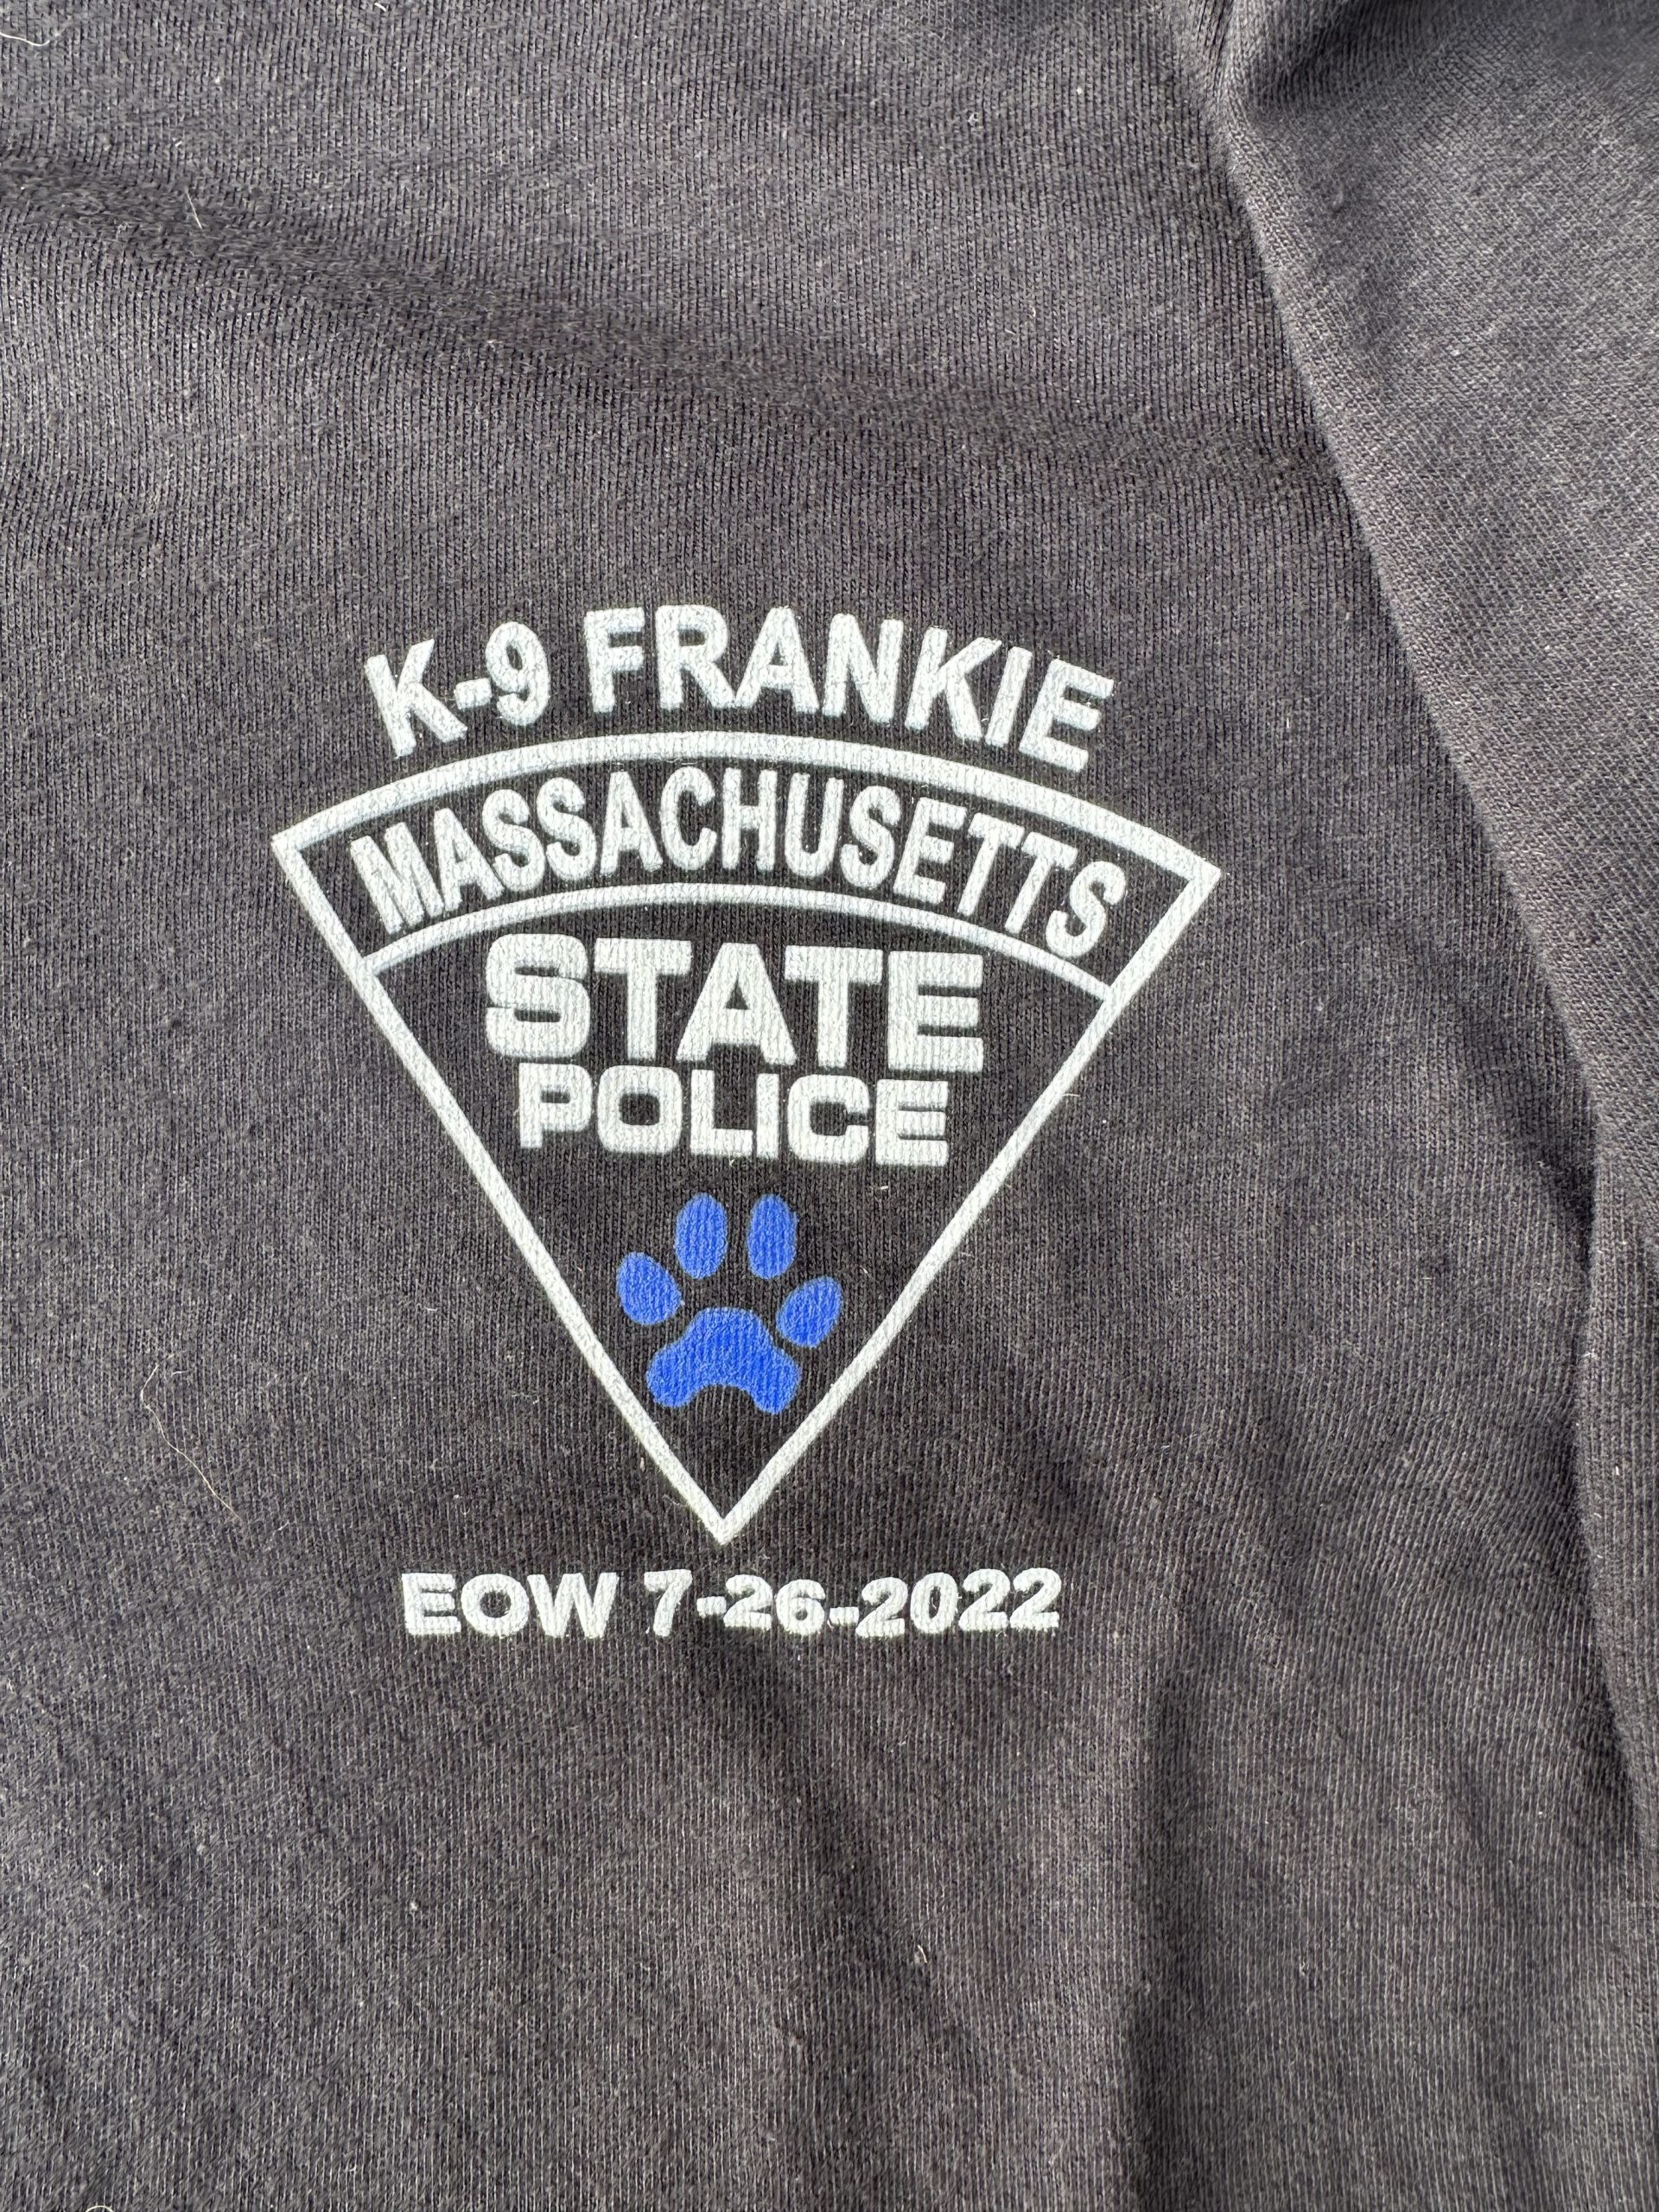 K-9 FRANKIE
MASSACHUSETTS
STATE
POLICE
EOW 7-26-2022